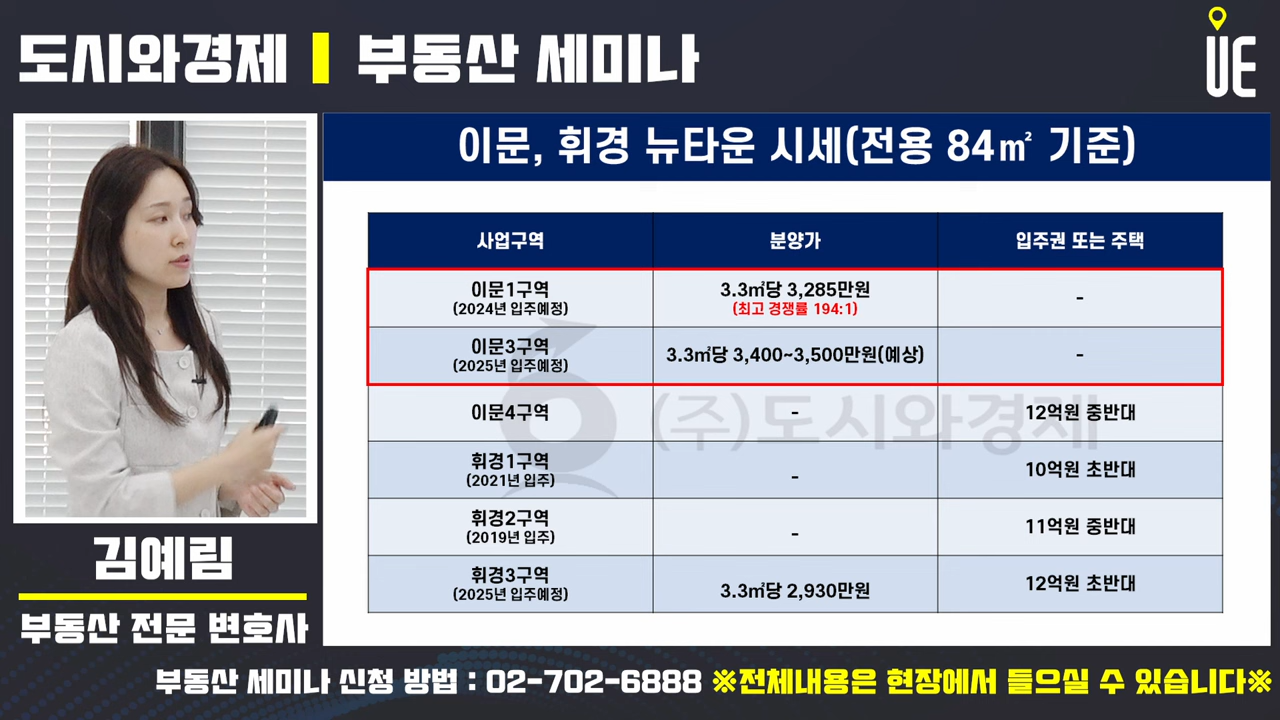 도시와경제 | 부동산 세미나
UE
이문, 휘경 뉴타운 시세(전용 84㎡ 기준)
사업구역 분양가 입주권 또는 주택
이문1구역 3.3㎡당 3,285만원 -
(2024년 입주예정) (최고 경쟁률 194:1)
이문3구역 3.3㎡당 3,400~3,500만원(예상) -
(2025년 입주예정)
이문4구역 - 12억원 중반대
휘경1구역 - 10억원 초반대
(2021년 입주)
휘경2구역 - 11억원 중반대
(2019년 입주)
휘경3구역 3.3㎡당 2,930만원 12억원 초반대
(2025년 입주예정)
(주)도시와경제
김예림
부동산 전문 변호사
부동산 세미나 신청 방법 : 02-702-6888 ※전체내용은 현장에서 들으실 수 있습니다※